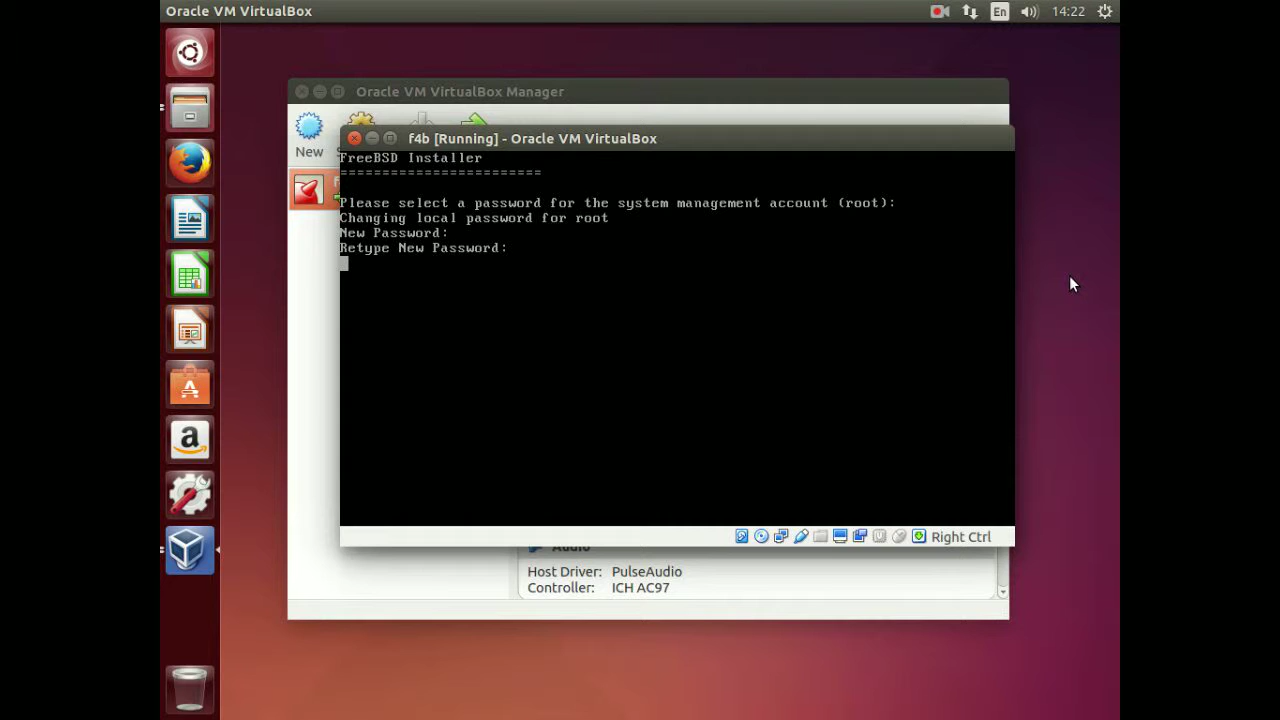 Oracle VM VirtualBox
En
14:22
Oracle VM VirtualBox Manager
New
f4b [Running] - Oracle VM VirtualBox
FreeBSD Installer
========================
Please select a password for the system management account (root):
Changing local password for root
New Password:
Retype New Password:
Right Ctrl
Audio
Host Driver: PulseAudio
Controller: ICH AC97